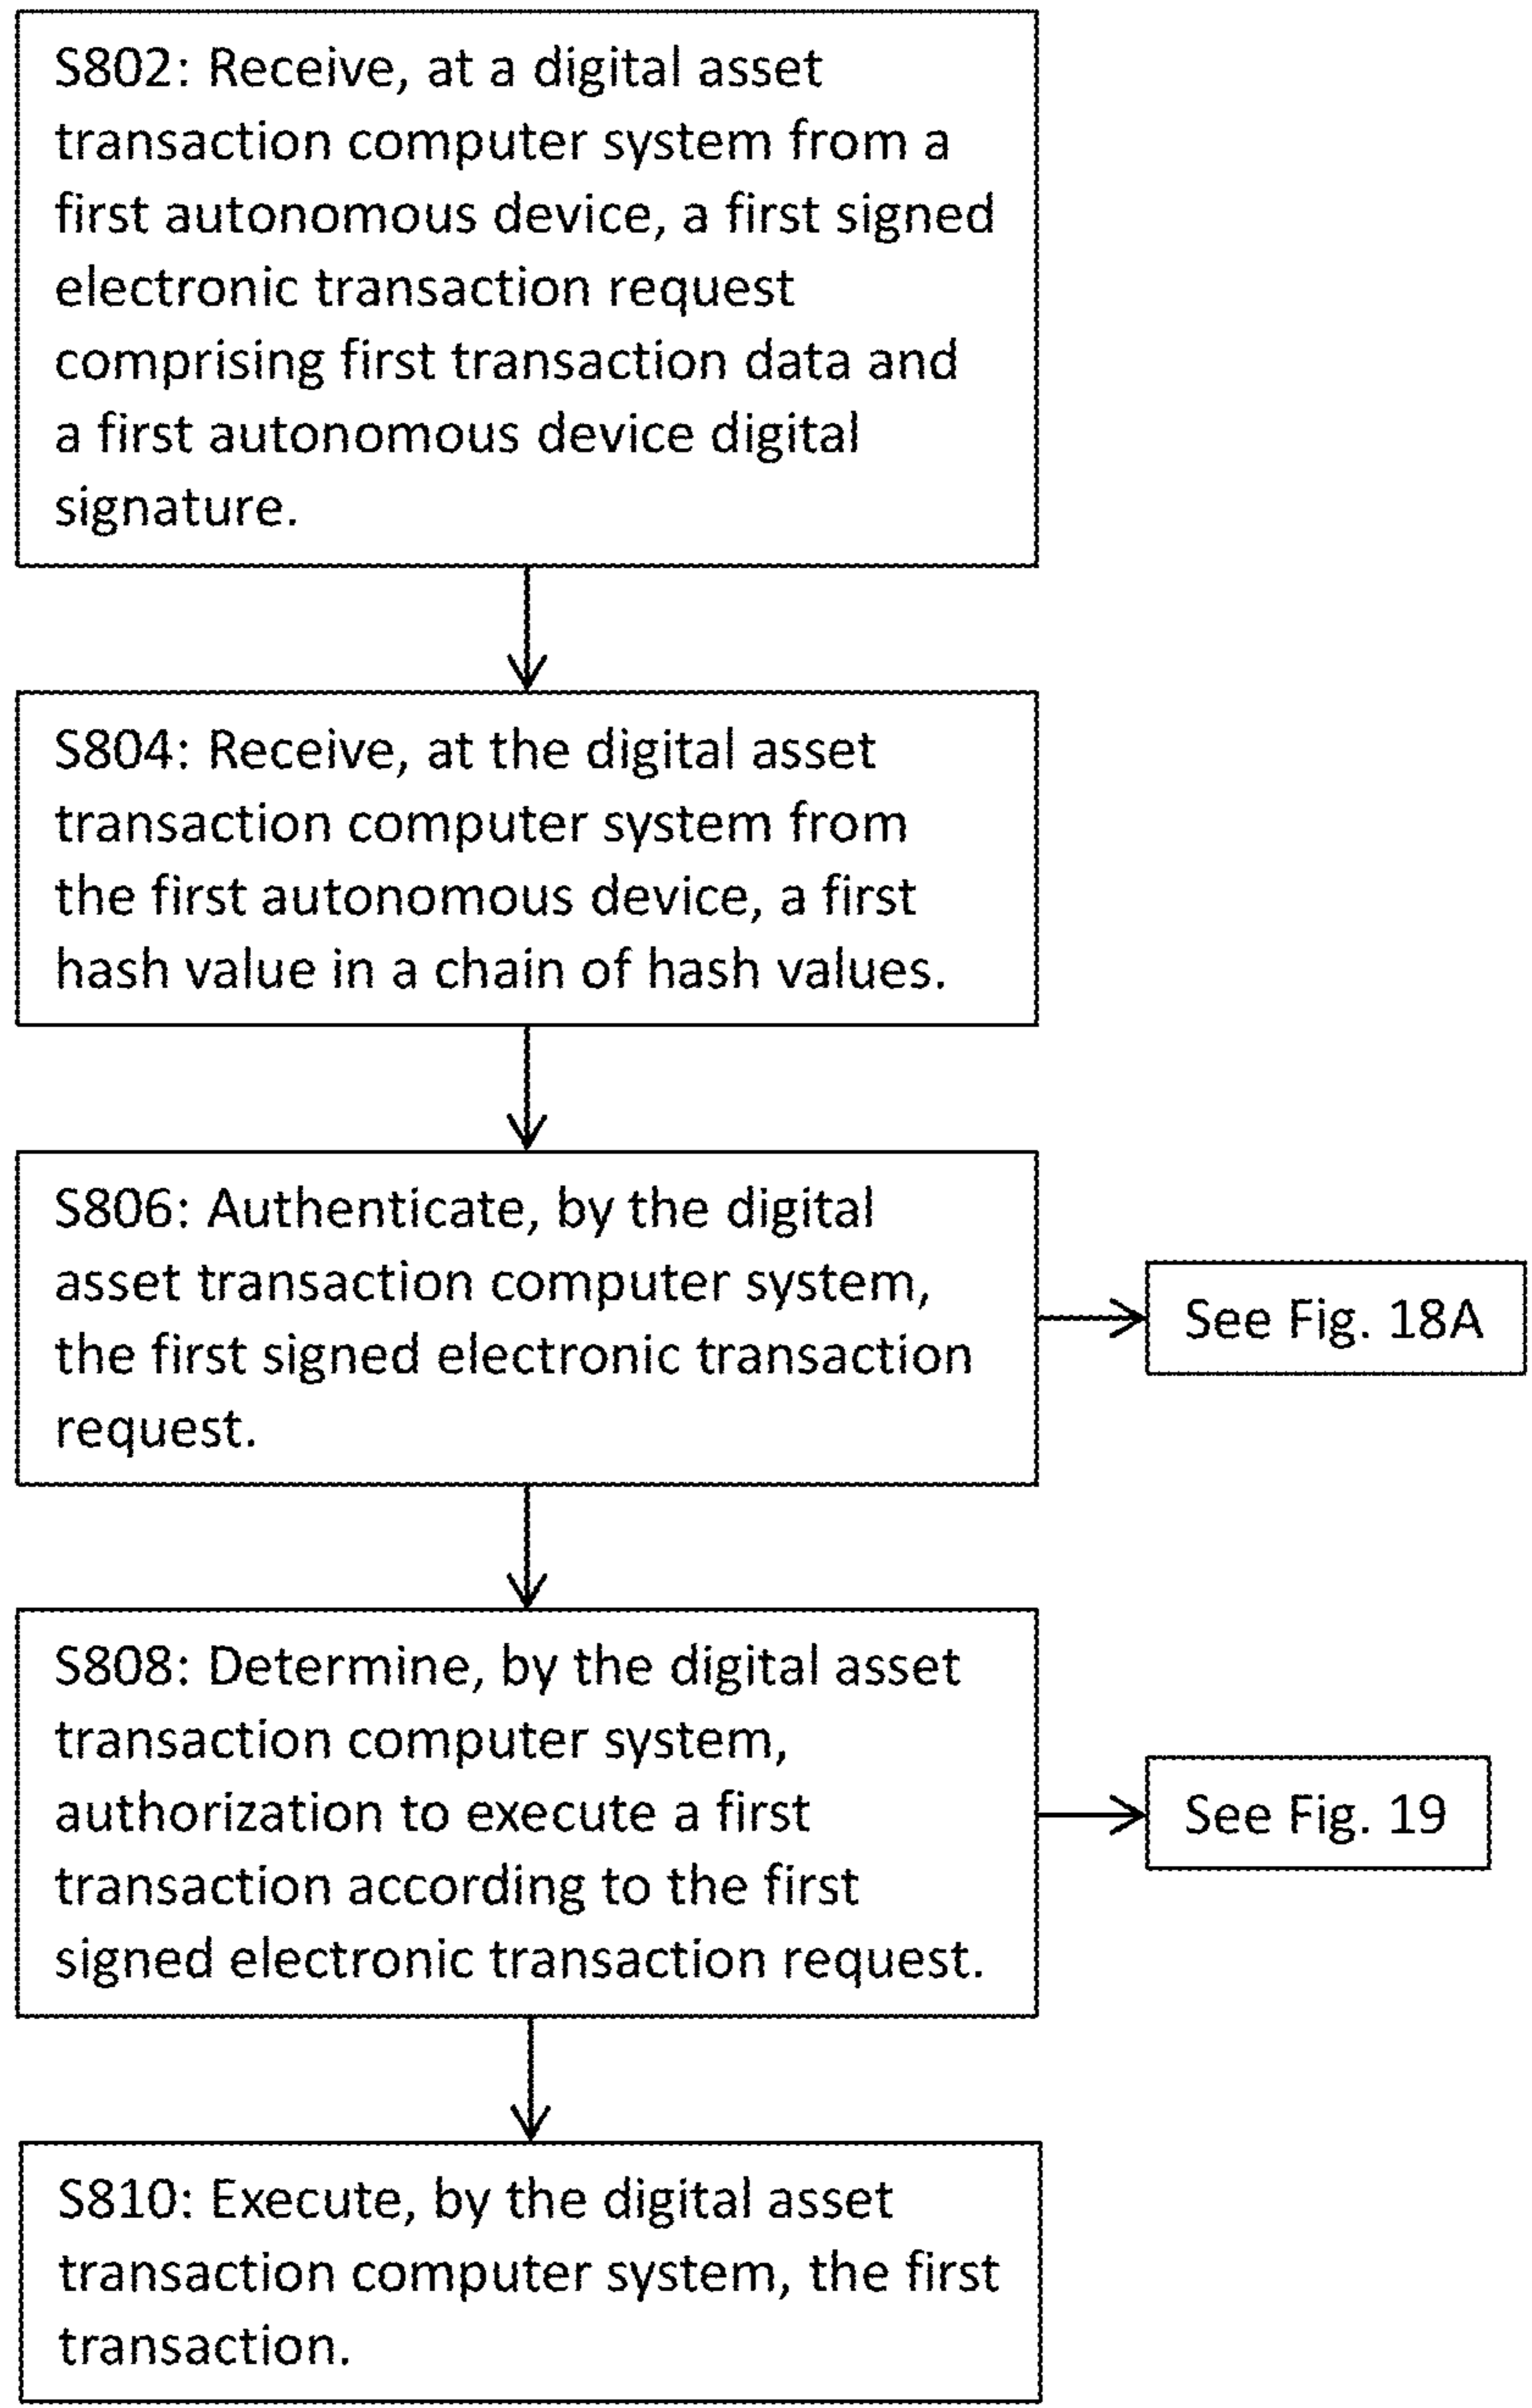 S802: Receive, at a digital asset
transaction computer system from a
first autonomous device, a first signed
electronic transaction request
comprising first transaction data and
a first autonomous device digital
signature.
S804: Receive, at the digital asset
transaction computer system from
the first autonomous device, a first
hash value in a chain of hash values.
S806: Authenticate, by the digital
asset transaction computer system,
the first signed electronic transaction
request.
See Fig. 18A
S808: Determine, by the digital asset
transaction computer system,
authorization to execute a first
transaction according to the first
signed electronic transaction request.
See Fig. 19
S810: Execute, by the digital asset
transaction computer system, the first
transaction.